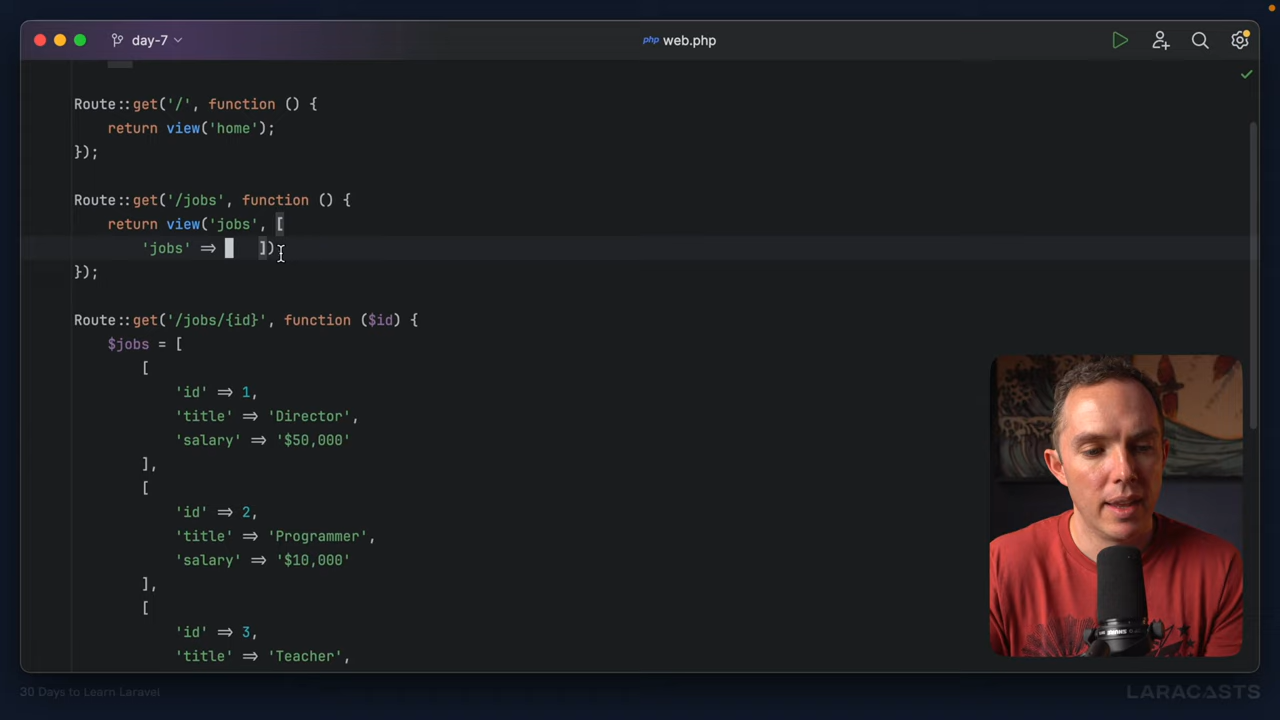 day-7
php web.php
Route::get('/', function () {
return view('home');
});
Route::get('/jobs', function () {
return view('jobs', [
'jobs' => ])
});
Route::get('/jobs/{id}', function ($id) {
$jobs = [
[
'id' => 1,
'title' => 'Director',
'salary' => '$50,000'
],
[
'id' => 2,
'title' => 'Programmer',
'salary' => '$10,000'
],
[
'id' => 3,
'title' => 'Teacher',
30 Days to Learn Laravel
LARACASTS